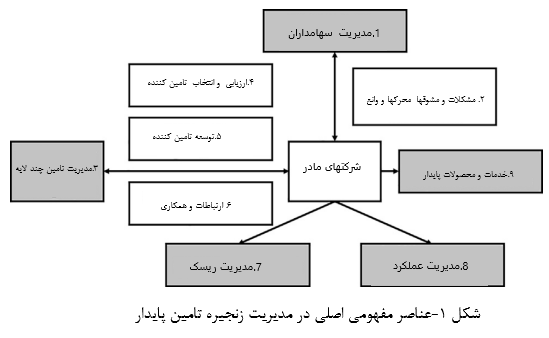 1.مدیریت سهامداران
۴.ارزیابی و انتخاب تامین کننده
۲. مشکلات و مشوقها محرکها و وانع
۵.توسعه تامین کننده
شرکتهای مادر
۳.مدیریت تامین چند لایه
۹.خدمات و محصولات پایدار
۶ ارتباطات و همکاری
7.مدیریت ریسک
8.مدیریت عملکرد
شکل ۱-عناصر مفهومی اصلی در مدیریت زنجیره تامین پایدار